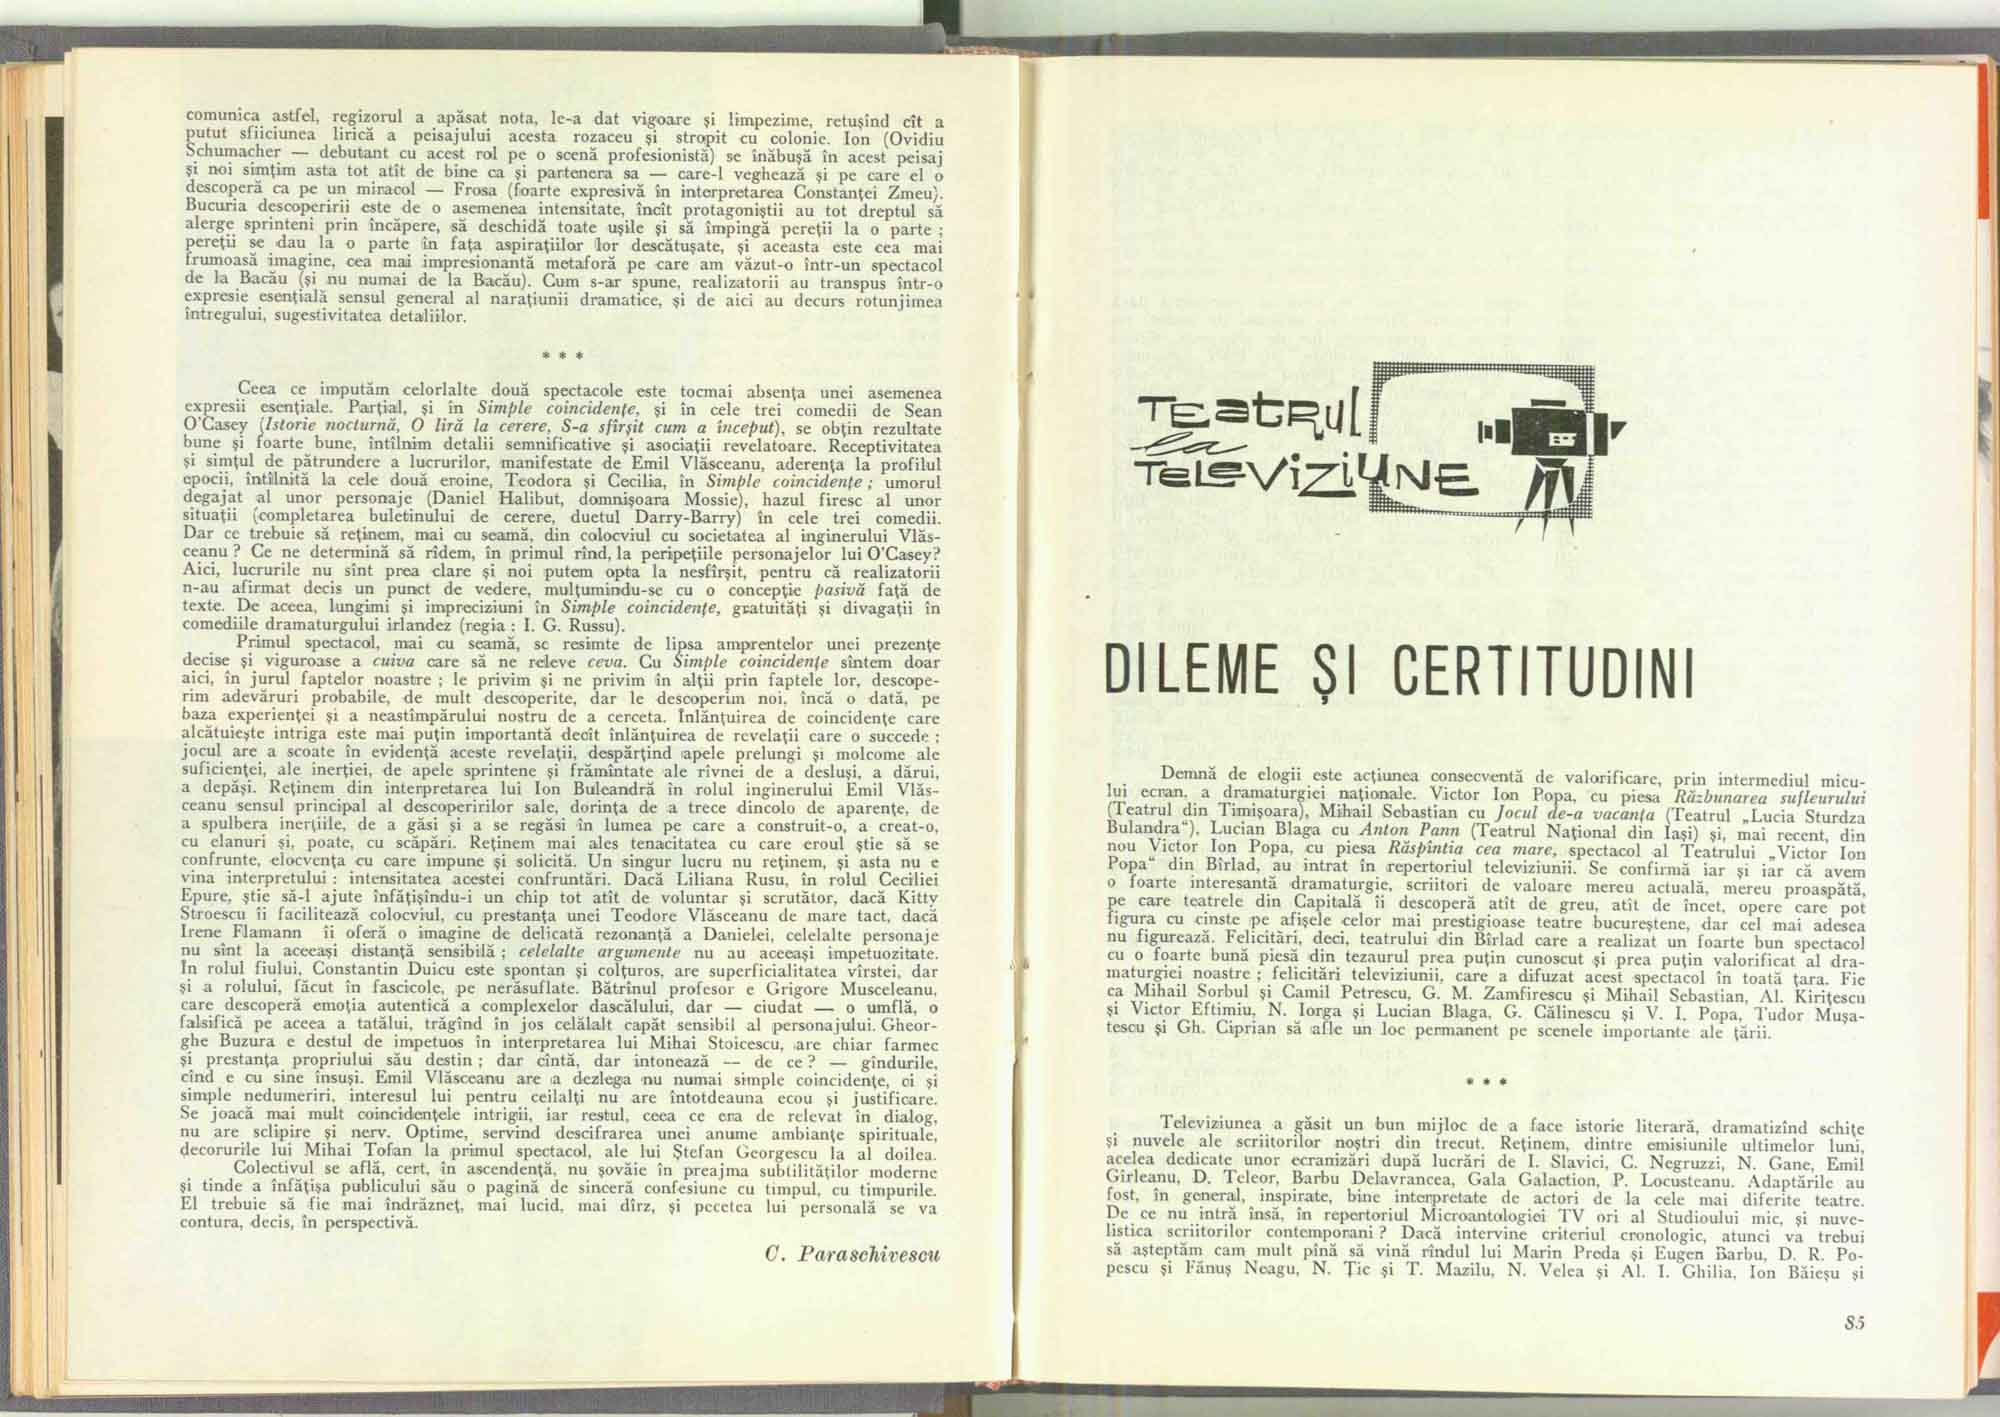 comunica astfel, regizorul a apăsat nota, le-a dat vigoare și limpezime, retușînd cît a
putut sfiiciunea lirică a peisajului acesta rozaceu și stropit cu colonie. Ion (Ovidiu
Schumacher — debutant cu acest rol pe o scenă profesionistă) se înăbușă în acest peisaj
și noi simțim asta tot atît de bine ca și partenera sa — care-l veghează și pe care el o
descoperă ca pe un miracol — Frosa (foarte expresivă în interpretarea Constanței Zmeu).
Bucuria descoperirii este de o asemenea intensitate, încît protagoniștii au tot dreptul să
alerge sprinteni prin încăpere, să deschidă toate ușile și să împingă pereții la o parte ;
pereții se dau la o parte în fața aspirațiilor lor descătușate, și aceasta este cea mai
frumoasă imagine, cea mai impresionantă metaforă pe care am văzut-o într-un spectacol
de la Bacău (și nu numai de la Bacău). Cum s-ar spune, realizatorii au transpus într-o
expresie esențială sensul general al narațiunii dramatice, și de aici au decurs rotunjimea
întregului, sugestivitatea detaliilor.
* * *
Ceea ce imputăm celorlalte două spectacole este tocmai absența unei asemenea
expresii esențiale. Parțial, și în Simple coincidențe, și în cele trei comedii de Sean
O'Casey (Istorie nocturnă, O liră la cerere, S-a sfîrșit cum a început), se obțin rezultate
bune și foarte bune, întîlnim detalii semnificative și asociații revelatoare. Receptivitatea
și simțul de pătrundere a lucrurilor, manifestate de Emil Vlăsceanu, aderența la profilul
epocii, întîlnită la cele două eroine, Teodora și Cecilia, în Simple coincidențe ; umorul
degajat al unor personaje (Daniel Halibut, domnișoara Mossie), hazul firesc al unor
situații (completarea buletinului de cerere, duetul Darry-Barry) în cele trei comedii.
Dar ce trebuie să reținem, mai cu seamă, din colocviul cu societatea al inginerului Vlăs-
ceanu ? Ce ne determină să rîdem, în primul rînd, la peripețiile personajelor lui O'Casey?
Aici, lucrurile nu sînt prea clare și noi putem opta la nesfîrșit, pentru că realizatorii
n-au afirmat decis un punct de vedere, mulțumindu-se cu o concepție pasivă față de
texte. De aceea, lungimi și impreciziuni în Simple coincidențe, gratuități și divagații în
comediile dramaturgului irlandez (regia : I. G. Russu).
Primul spectacol, mai cu seamă, se resimte de lipsa amprentelor unei prezențe
decise și viguroase a cuiva care să ne releve ceva. Cu Simple coincidențe sîntem doar
aici, în jurul faptelor noastre ; le privim și ne privim în alții prin faptele lor, descope-
rim adevăruri probabile, de mult descoperite, dar le descoperim noi, încă o dată, pe
baza experienței și a neastîmpărului nostru de a cerceta. Înlănțuirea de coincidențe care
alcătuiește intriga este mai puțin importantă decît înlănțuirea de revelații care o succede ;
jocul are a scoate în evidență aceste revelații, despărțind apele prelungi și molcome ale
suficienței, ale inerției, de apele sprintene și frămîntate ale rîvnei de a desluși, a dărui,
a depăși. Reținem din interpretarea lui Ion Buleandră în rolul inginerului Emil Vlăs-
ceanu sensul principal al descoperirilor sale, dorința de a trece dincolo de aparențe, de
a spulbera inerțiile, de a găsi și a se regăsi în lumea pe care a construit-o, a creat-o,
cu elanuri și, poate, cu scăpări. Reținem mai ales tenacitatea cu care eroul știe să se
confrunte, elocvența cu care impune și solicită. Un singur lucru nu reținem, și asta nu e
vina interpretului : intensitatea acestei confruntări. Dacă Liliana Rusu, în rolul Ceciliei
Epure, știe să-l ajute înfățișindu-i un chip tot atît de voluntar și scrutător, dacă Kitty
Stroescu îi facilitează colocviul, cu prestanța unei Teodore Vlăsceanu de mare tact, dacă
Irene Flamann îi oferă o imagine de delicată rezonanță a Danielei, celelalte personaje
nu sînt la aceeași distanță sensibilă ; celelalte argumente nu au aceeași impetuozitate.
În rolul fiului, Constantin Duicu este spontan și colțuros, are superficialitatea vîrstei, dar
și a rolului, făcut în fascicole, pe nerăsuflate. Bătrînul profesor e Grigore Musceleanu,
care descoperă emoția autentică a complexelor dascălului, dar — ciudat — o umflă, o
falsifică pe aceea a tatălui, trăgînd în jos celălalt capăt sensibil al personajului. Gheor-
ghe Buzura e destul de impetuos în interpretarea lui Mihai Stoicescu, are chiar farmec
și prestanța propriului său destin ; dar cîntă, dar intonează — de ce ? — gîndurile,
cînd e cu sine însuși. Emil Vlăsceanu are a dezlega nu numai simple coincidențe, ci și
simple nedumeriri, interesul lui pentru ceilalți nu are întotdeauna ecou și justificare.
Se joacă mai mult coincidențele intrigii, iar restul, ceea ce era de relevat în dialog,
nu are sclipire și nerv. Optime, servind descifrarea unei anume ambianțe spirituale,
decorurile lui Mihai Tofan la primul spectacol, ale lui Ștefan Georgescu la al doilea.
Colectivul se află, cert, în ascendență, nu șovăie în preajma subtilităților moderne
și tinde a înfățișa publicului său o pagină de sinceră confesiune cu timpul, cu timpurile.
El trebuie să fie mai îndrăzneț, mai lucid, mai dîrz, și pecetea lui personală se va
contura, decis, în perspectivă.
C. Paraschivescu
TEATRUL
la
TELEVIZIUNE
DILEME ȘI CERTITUDINI
Demnă de elogii este acțiunea consecventă de valorificare, prin intermediul micu-
lui ecran, a dramaturgiei naționale. Victor Ion Popa, cu piesa Răzbunarea sufleurului
(Teatrul din Timișoara), Mihail Sebastian cu Jocul de-a vacanța (Teatrul „Lucia Sturdza
Bulandra“), Lucian Blaga cu Anton Pann (Teatrul Național din Iași) și, mai recent, din
nou Victor Ion Popa, cu piesa Răspîntia cea mare, spectacol al Teatrului „Victor Ion
Popa“ din Bîrlad, au intrat în repertoriul televiziunii. Se confirmă iar și iar că avem
o foarte interesantă dramaturgie, scriitori de valoare mereu actuală, mereu proaspătă,
pe care teatrele din Capitală îi descoperă atît de greu, atît de încet, opere care pot
figura cu cinste pe afișele celor mai prestigioase teatre bucureștene, dar cel mai adesea
nu figurează. Felicitări, deci, teatrului din Bîrlad care a realizat un foarte bun spectacol
cu o foarte bună piesă din tezaurul prea puțin cunoscut și prea puțin valorificat al dra-
maturgiei noastre ; felicitări televiziunii, care a difuzat acest spectacol în toată țara. Fie
ca Mihail Sorbul și Camil Petrescu, G. M. Zamfirescu și Mihail Sebastian, Al. Kirițescu
și Victor Eftimiu, N. Iorga și Lucian Blaga, G. Călinescu și V. I. Popa, Tudor Mușa-
tescu și Gh. Ciprian să afle un loc permanent pe scenele importante ale țării.
* * *
Televiziunea a găsit un bun mijloc de a face istorie literară, dramatizînd schițe
și nuvele ale scriitorilor noștri din trecut. Reținem, dintre emisiunile ultimelor luni,
acelea dedicate unor ecranizări după lucrări de I. Slavici, C. Negruzzi, N. Gane, Emil
Gîrleanu, D. Teleor, Barbu Delavrancea, Gala Galaction, P. Locusteanu. Adaptările au
fost, în general, inspirate, bine interpretate de actori de la cele mai diferite teatre.
De ce nu intră însă, în repertoriul Microantologiei TV ori al Studioului mic, și nuve-
listica scriitorilor contemporani ? Dacă intervine criteriul cronologic, atunci va trebui
să așteptăm cam mult pînă să vină rîndul lui Marin Preda și Eugen Barbu, D. R. Po-
pescu și Fănuș Neagu, N. Țic și T. Mazilu, N. Velea și Al. I. Ghilia, Ion Băieșu și
85